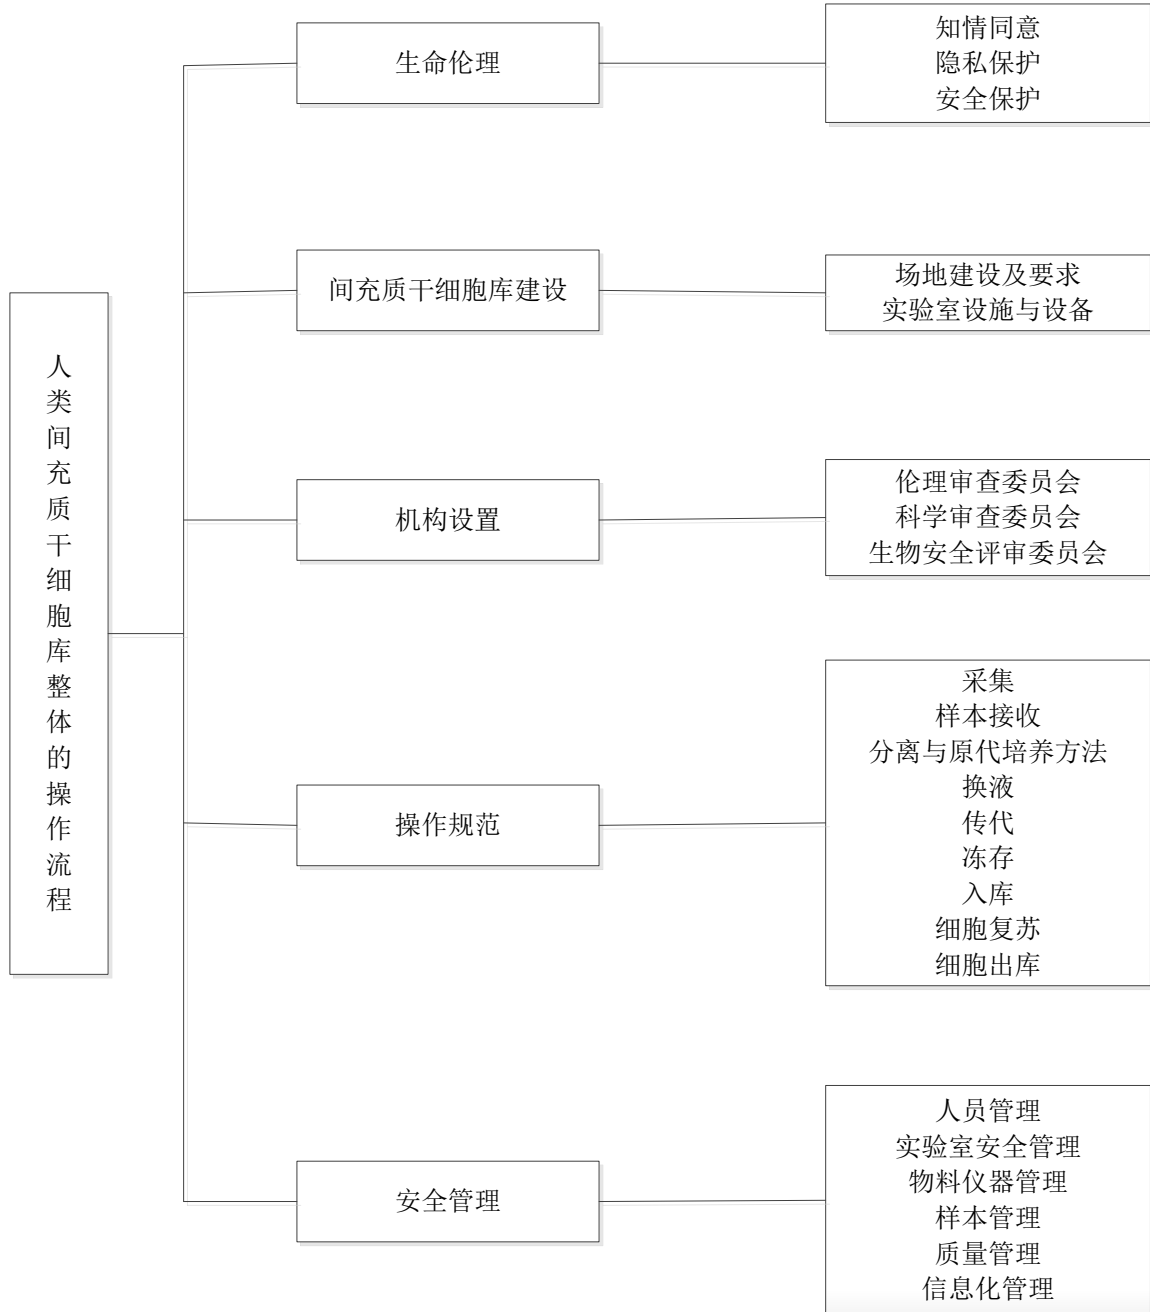 人类间充质干细胞库整体的操作流程
生命伦理
知情同意
隐私保护
安全保护
间充质干细胞库建设
场地建设及要求
实验室设施与设备
机构设置
伦理审查委员会
科学审查委员会
生物安全评审委员会
操作规范
采集
样本接收
分离与原代培养方法
换液
传代
冻存
入库
细胞复苏
细胞出库
安全管理
人员管理
实验室安全管理
物料仪器管理
样本管理
质量管理
信息化管理